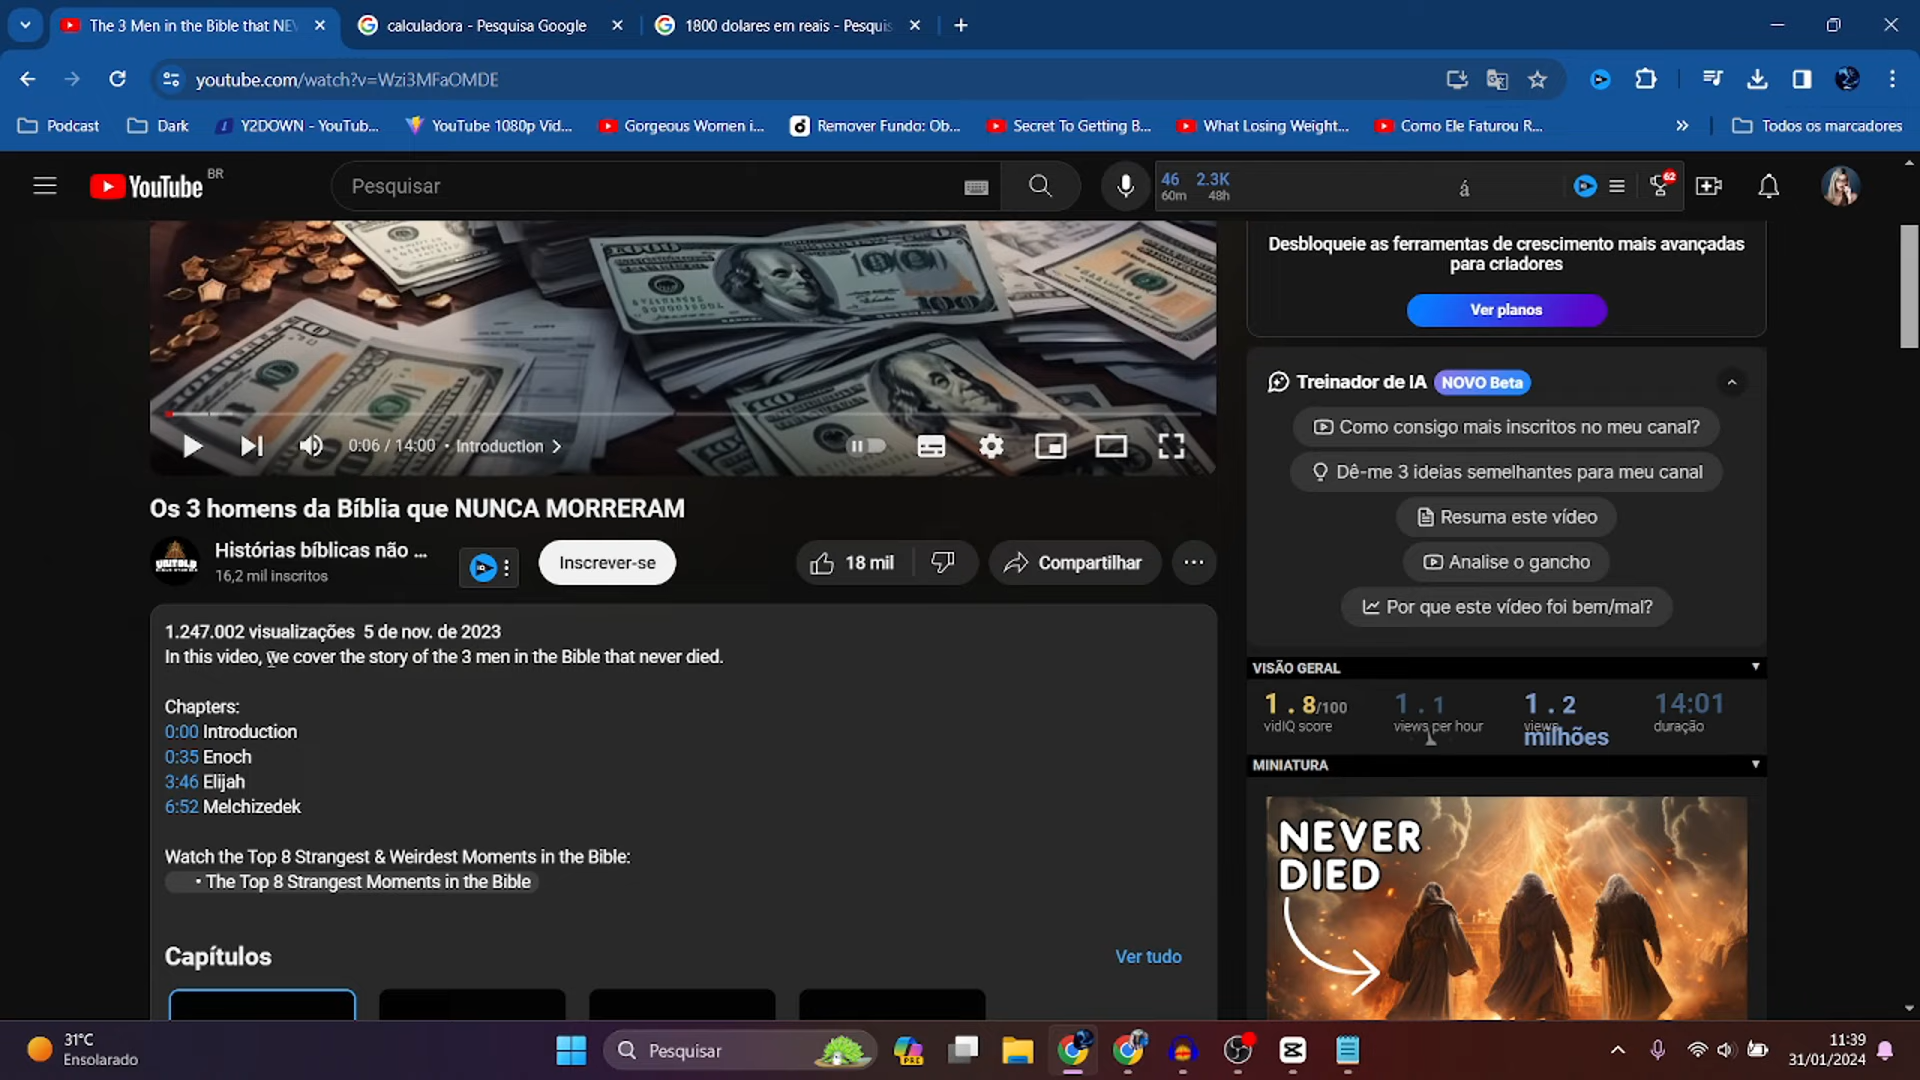 The 3 Men in the Bible that NEV
calculadora - Pesquisa Google
1800 dolares em reais - Pesquis
youtube.com/watch?v=Wzi3MFaOMDE
Podcast
Dark
Y2DOWN - YouTub...
YouTube 1080p Vid...
Gorgeous Women i...
Remover Fundo: Ob...
Secret To Getting B...
What Losing Weight...
Como Ele Faturou R...
Todos os marcadores
YouTube BR
Pesquisar
46 2.3K
60m 48h
á
62
Desbloqueie as ferramentas de crescimento mais avançadas
para criadores
Ver planos
Treinador de IA NOVO Beta
Como consigo mais inscritos no meu canal?
Dê-me 3 ideias semelhantes para meu canal
Resuma este vídeo
Analise o gancho
Por que este vídeo foi bem/mal?
0:06 / 14:00 • Introduction
Os 3 homens da Bíblia que NUNCA MORRERAM
UNTOLD
Histórias bíblicas não ...
16,2 mil inscritos
Inscrever-se
18 mil
Compartilhar
1.247.002 visualizações 5 de nov. de 2023
In this video, we cover the story of the 3 men in the Bible that never died.
Chapters:
0:00 Introduction
0:35 Enoch
3:46 Elijah
6:52 Melchizedek
Watch the Top 8 Strangest & Weirdest Moments in the Bible:
• The Top 8 Strangest Moments in the Bible
Capítulos
Ver tudo
VISÃO GERAL
1 . 8/100
vidIQ score
1 . 1
views per hour
1 . 2
views
milhões
14:01
duração
MINIATURA
NEVER
DIED
31°C
Ensolarado
Pesquisar
PRE
11:39
31/01/2024